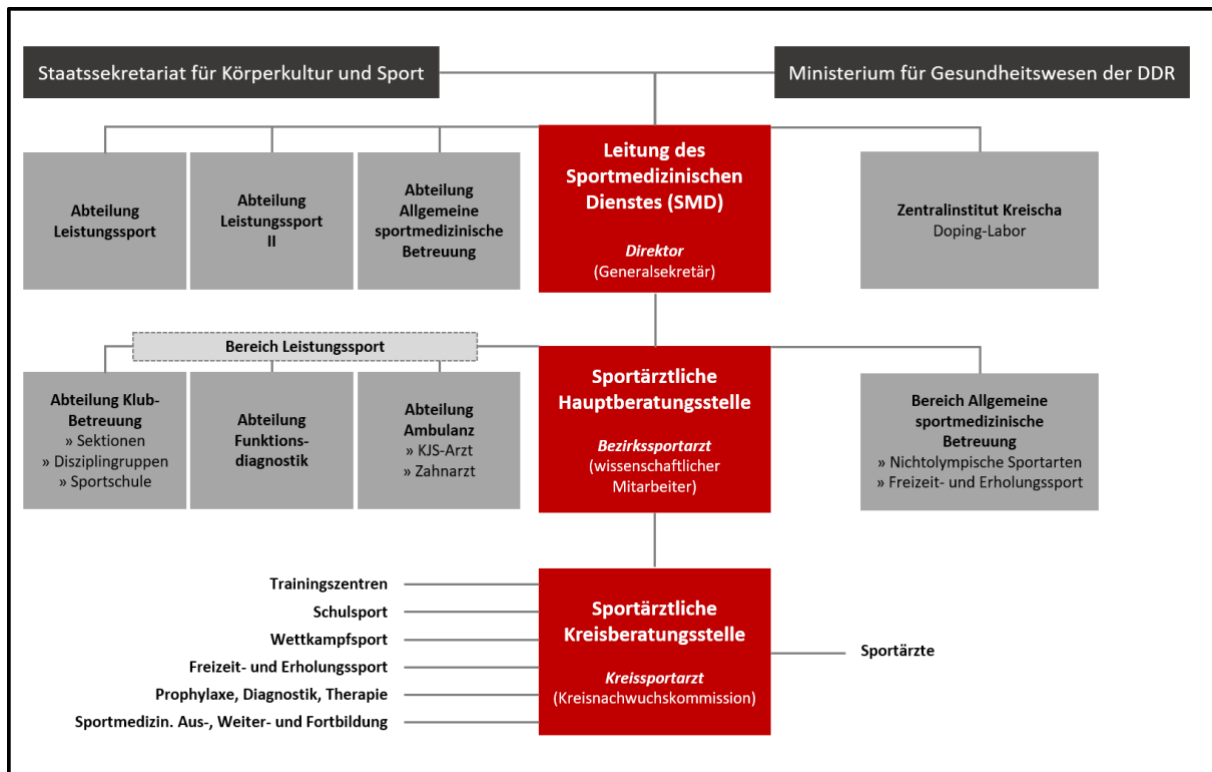 Staatssekretariat für Körperkultur und Sport
Ministerium für Gesundheitswesen der DDR
Abteilung
Leistungssport
Abteilung
Leistungssport
II
Abteilung
Allgemeine
sportmedizinische
Betreuung
Leitung des
Sportmedizinischen
Dienstes (SMD)
Direktor
(Generalsekretär)
Zentralinstitut Kreischa
Doping-Labor
Bereich Leistungssport
Abteilung Klub-
Betreuung
» Sektionen
» Disziplingruppen
» Sportschule
Abteilung
Funktions-
diagnostik
Abteilung
Ambulanz
» KJS-Arzt
» Zahnarzt
Sportärztliche
Hauptberatungsstelle
Bezirkssportarzt
(wissenschaftlicher
Mitarbeiter)
Bereich Allgemeine
sportmedizinische
Betreuung
» Nichtolympische Sportarten
» Freizeit- und Erholungssport
Trainingszentren
Schulsport
Wettkampfsport
Freizeit- und Erholungssport
Prophylaxe, Diagnostik, Therapie
Sportmedizin. Aus-, Weiter- und Fortbildung
Sportärztliche
Kreisberatungsstelle
Kreissportarzt
(Kreisnachwuchskommission)
Sportärzte